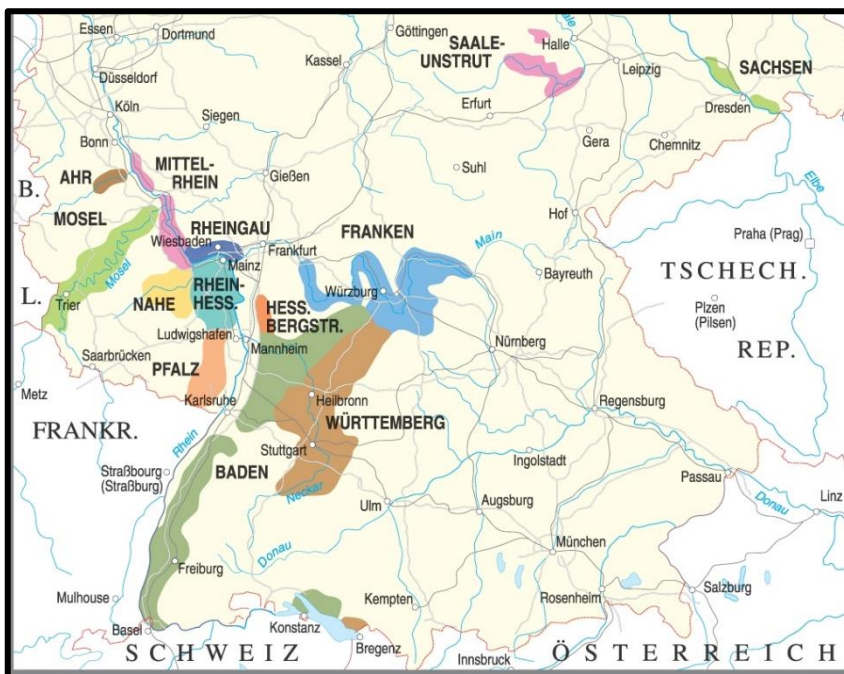 Essen
Dortmund
Göttingen
Kassel
SAALE-
UNSTRUT
Halle
Leipzig
SACHSEN
Düsseldorf
Dresden
Köln
Siegen
Erfurt
Bonn
Gera
Chemnitz
MITTEL-
RHEIN
Gießen
Suhl
AHR
B.
Elbe
MOSEL
Hof
RHEINGAU
Wiesbaden
FRANKEN
Main
Frankfurt
Praha (Prag)
Mainz
Mosel
Bayreuth
TSCHECH.
L.
Trier
NAHE
RHEIN-
HESS.
Würzburg
Plzen
(Pilsen)
HESS.
BERGSTR.
Ludwigshafen
Mannheim
Nürnberg
REP.
Saarbrücken
PFALZ
Metz
Karlsruhe
Heilbronn
Regensburg
FRANKR.
WÜRTTEMBERG
Rhein
Stuttgart
Ingolstadt
Straßbourg
(Straßburg)
BADEN
Passau
Neckar
Ulm
Augsburg
Donau
Linz
Donau
München
Freiburg
Mulhouse
Kempten
Rosenheim
Salzburg
Basel
Konstanz
Bregenz
SCHWEIZ
Innsbruck
ÖSTERREICH